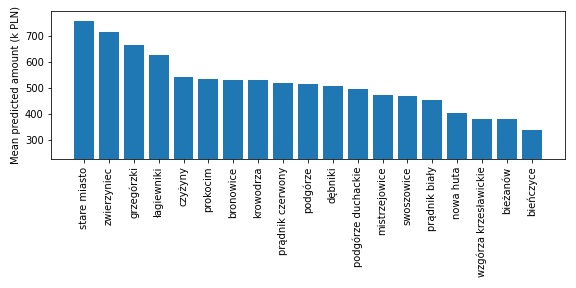 Mean predicted amount (k PLN)
700
600
500
400
300
stare miasto
zwierzyniec
grzegórzki
łagiewniki
czyżyny
prokocim
bronowice
krowodrza
prądnik czerwony
podgórze
dębniki
podgórze duchackie
mistrzejowice
swoszowice
prądnik biały
nowa huta
wzgórza krzesławickie
bieżanów
bieńczyce